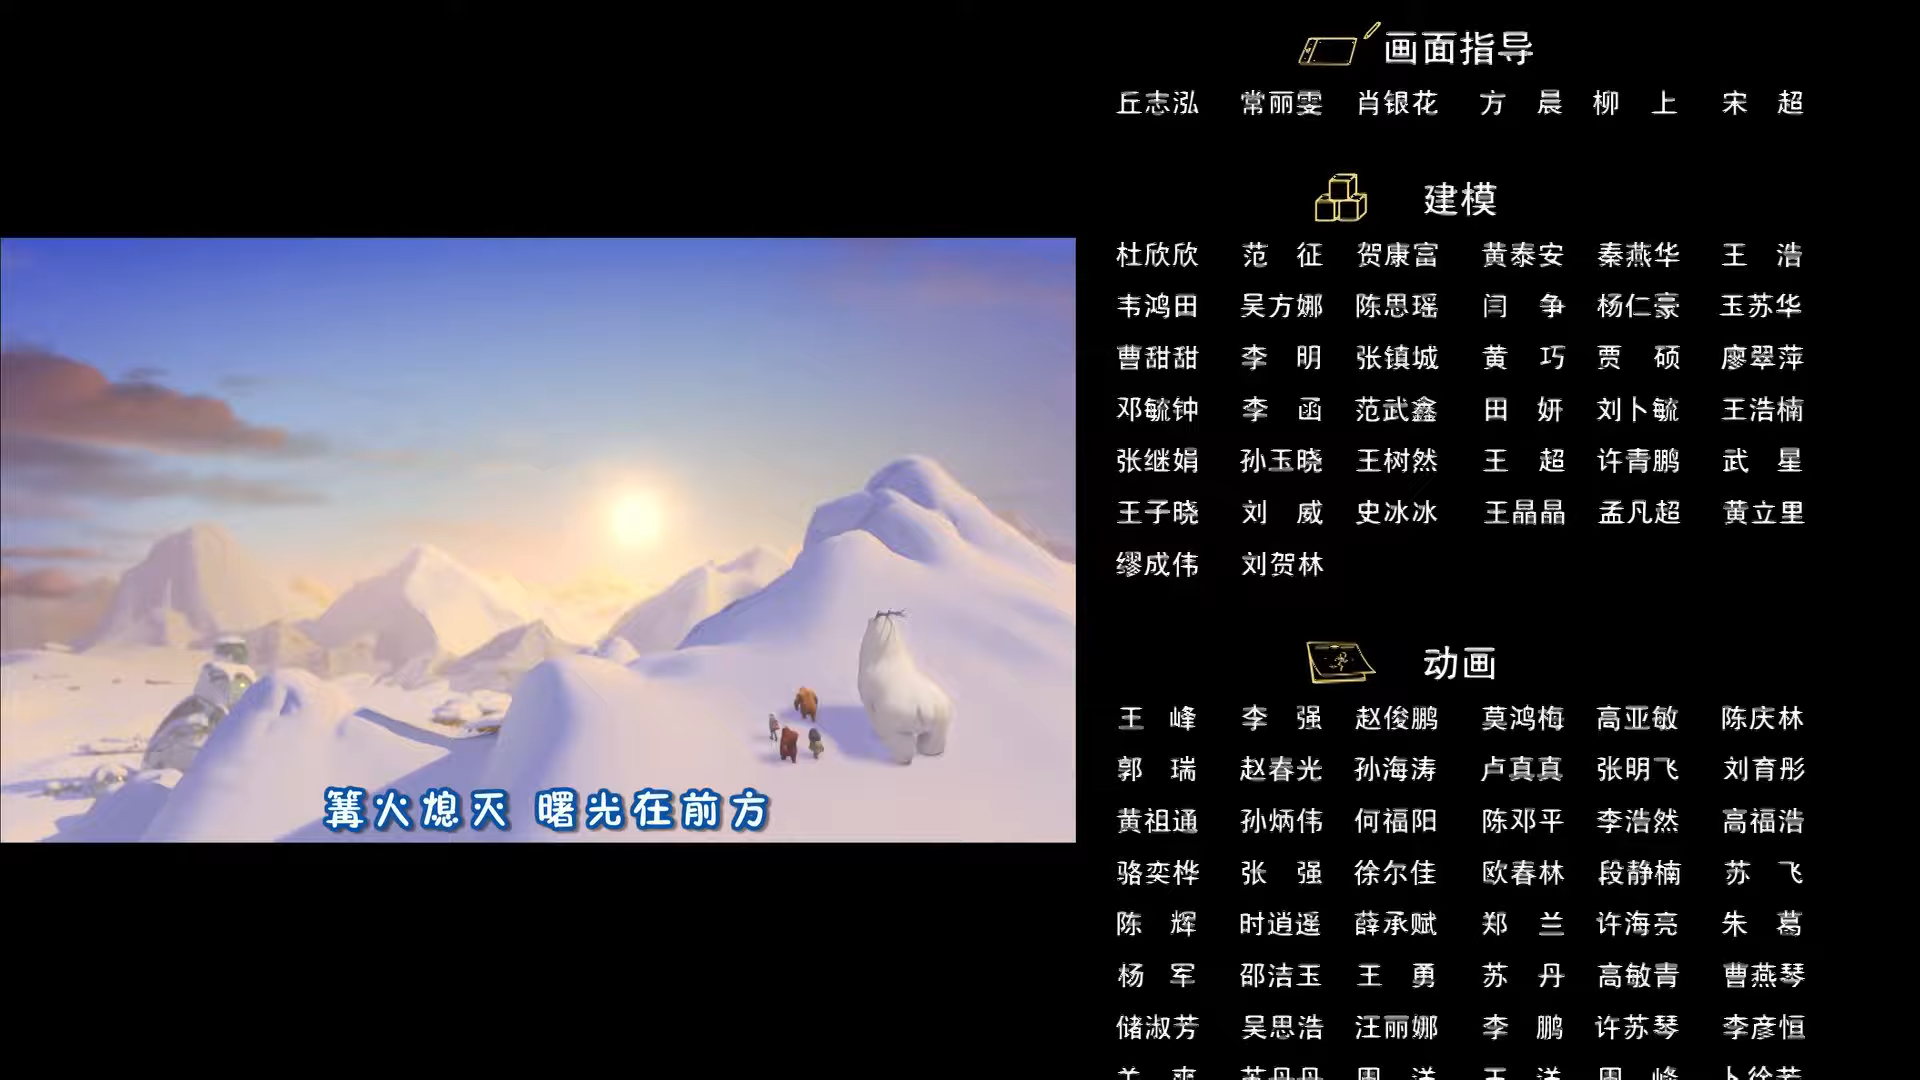 画面指导
丘志泓 常丽雯 肖银花 方 晨 柳 上 宋 超
建模
杜欣欣 范 征 贺康富 黄泰安 秦燕华 王 浩
韦鸿田 吴方娜 陈思瑶 闫 争 杨仁豪 玉苏华
曹甜甜 李 明 张镇城 黄 巧 贾 硕 廖翠萍
邓毓钟 李 函 范武鑫 田 妍 刘卜毓 王浩楠
张继娟 孙玉晓 王树然 王 超 许青鹏 武 星
王子晓 刘 威 史冰冰 王晶晶 孟凡超 黄立里
缪成伟 刘贺林
动画
王 峰 李 强 赵俊鹏 莫鸿梅 高亚敏 陈庆林
郭 瑞 赵春光 孙海涛 卢真真 张明飞 刘育彤
黄祖通 孙炳伟 何福阳 陈邓平 李浩然 高福浩
骆奕桦 张 强 徐尔佳 欧春林 段静楠 苏 飞
陈 辉 时逍遥 薛承赋 郑 兰 许海亮 朱 葛
杨 军 邵洁玉 王 勇 苏 丹 高敏青 曹燕琴
储淑芳 吴思浩 汪丽娜 李 鹏 许苏琴 李彦恒
篝火熄灭 曙光在前方